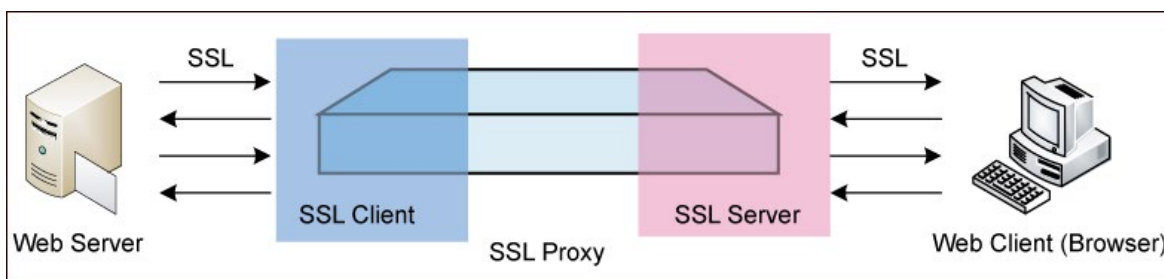 SSL
SSL
SSL Client
SSL Server
Web Server
SSL Proxy
Web Client (Browser)